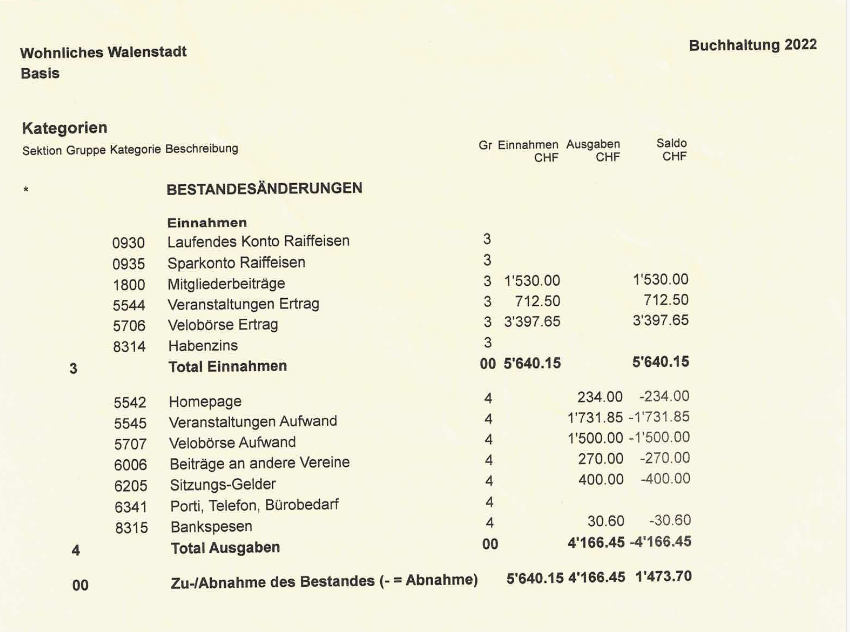 Wohnliches Walenstadt
Buchhaltung 2022
Basis
Kategorien
Sektion Gruppe Kategorie Beschreibung Gr Einnahmen Ausgaben Saldo
CHF CHF CHF
* BESTANDESÄNDERUNGEN
Einnahmen
0930 Laufendes Konto Raiffeisen 3
0935 Sparkonto Raiffeisen 3
1800 Mitgliederbeiträge 3 1'530.00 1'530.00
5544 Veranstaltungen Ertrag 3 712.50 712.50
5706 Velobörse Ertrag 3 3'397.65 3'397.65
8314 Habenzins 3
3 Total Einnahmen 00 5'640.15 5'640.15
5542 Homepage 4 234.00 -234.00
5545 Veranstaltungen Aufwand 4 1'731.85 -1'731.85
5707 Velobörse Aufwand 4 1'500.00 -1'500.00
6006 Beiträge an andere Vereine 4 270.00 -270.00
6205 Sitzungs-Gelder 4 400.00 -400.00
6341 Porti, Telefon, Bürobedarf 4
8315 Bankspesen 4 30.60 -30.60
4 Total Ausgaben 00 4'166.45 -4'166.45
00 Zu-/Abnahme des Bestandes (- = Abnahme) 5'640.15 4'166.45 1'473.70